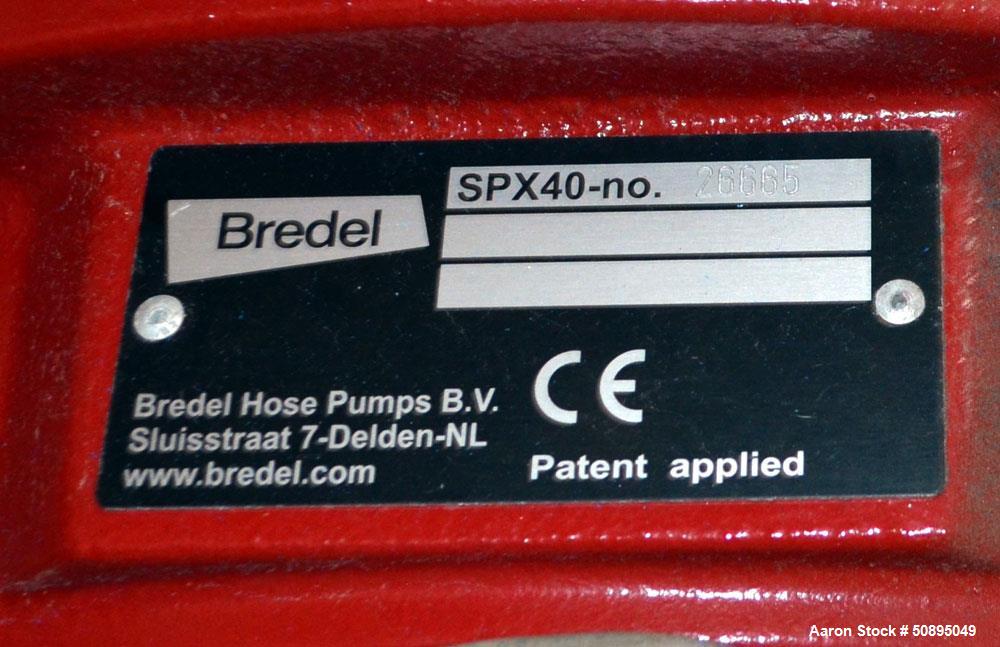 Bredel
SPX40-no. 26665
Bredel Hose Pumps B.V.
Sluisstraat 7-Delden-NL
www.bredel.com
CE
Patent applied
Aaron Stock # 50895049